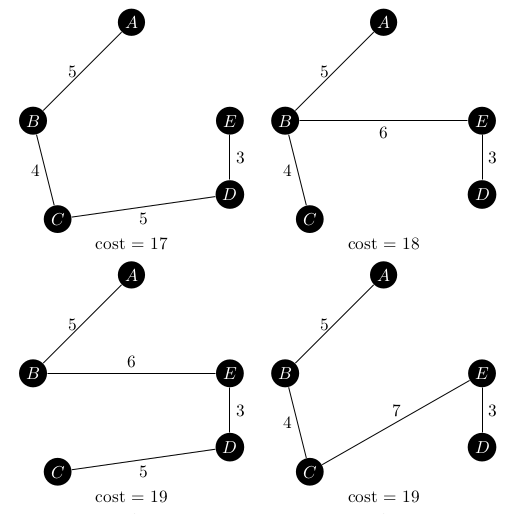 A A
5 5
B E B E
6
4 3 4 3
D D
C 5 C
cost = 17 cost = 18
A A
5 5
B 6 E B E
7
3 4 3
D D
C 5 C
cost = 19 cost = 19